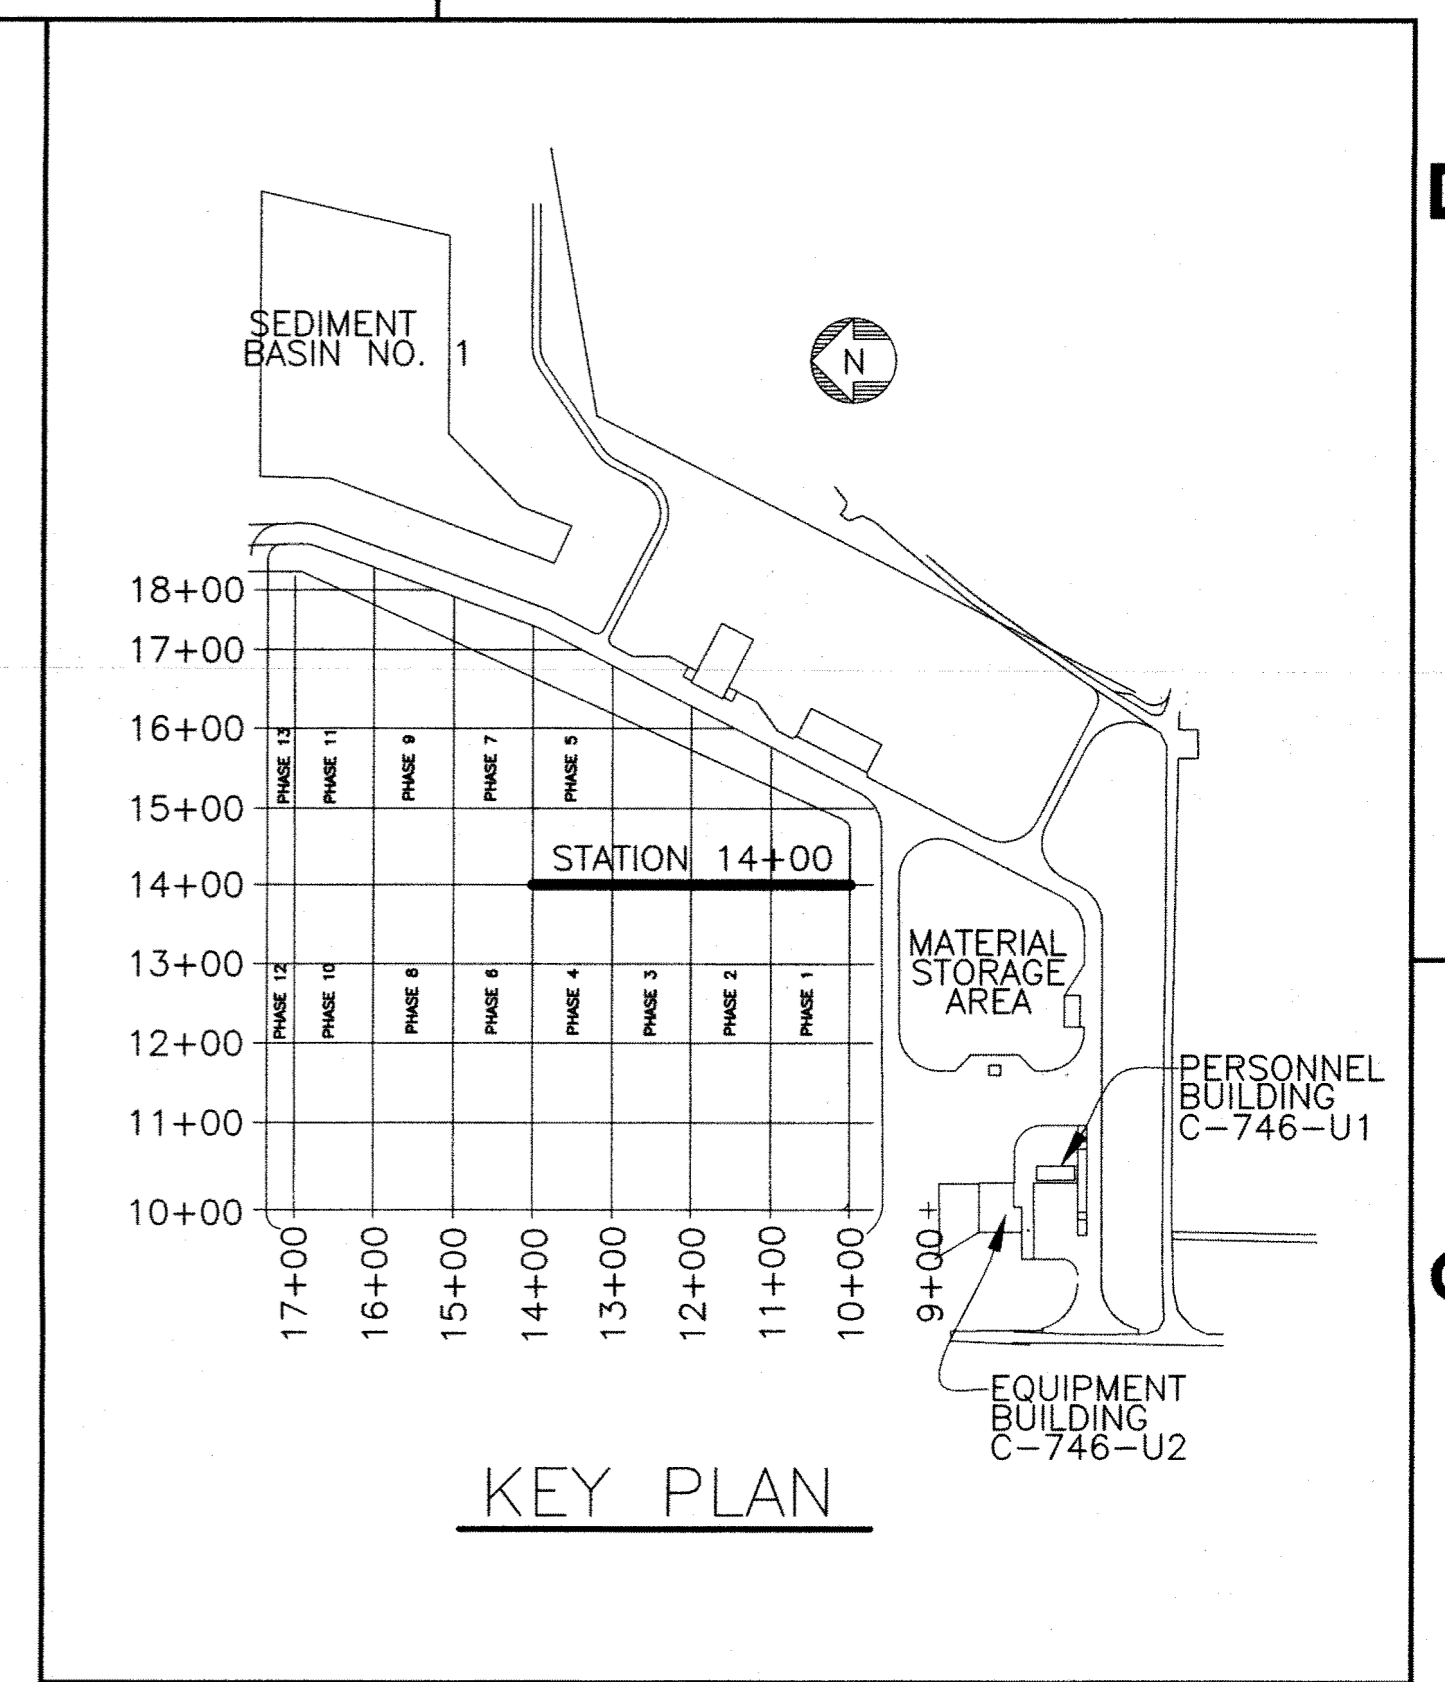 SEDIMENT
BASIN NO. 1
N
18+00
17+00
16+00
15+00
14+00
13+00
12+00
11+00
10+00
PHASE 13
PHASE 11
PHASE 9
PHASE 7
PHASE 5
STATION 14+00
PHASE 12
PHASE 10
PHASE 8
PHASE 6
PHASE 4
PHASE 3
PHASE 2
PHASE 1
MATERIAL
STORAGE
AREA
PERSONNEL
BUILDING
C-746-U1
17+00
16+00
15+00
14+00
13+00
12+00
11+00
10+00
9+00
EQUIPMENT
BUILDING
C-746-U2
KEY PLAN